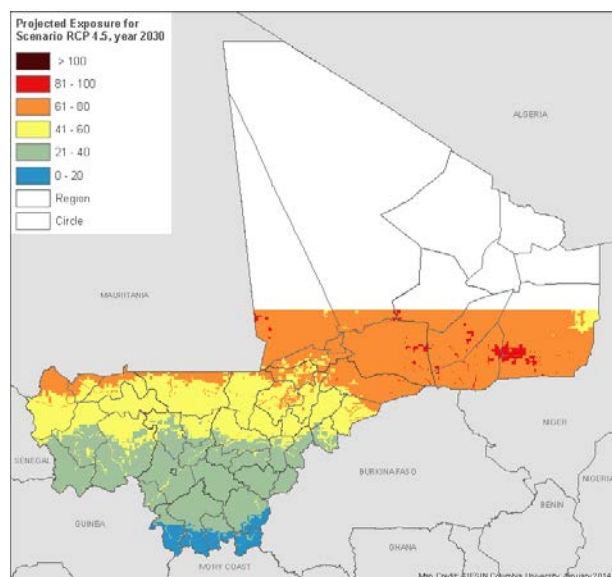 Projected Exposure for
Scenario RCP 4.5, year 2030
> 100
81 - 100
61 - 80
41 - 60
21 - 40
0 - 20
Region
Circle
ALGERIA
MAURITANIA
NIGER
SENEGAL
BURKINA FASO
NIGERIA
BENIN
GUINEA
GHANA
IVORY COAST
Map Credit: CIESIN Columbia University, January 2014